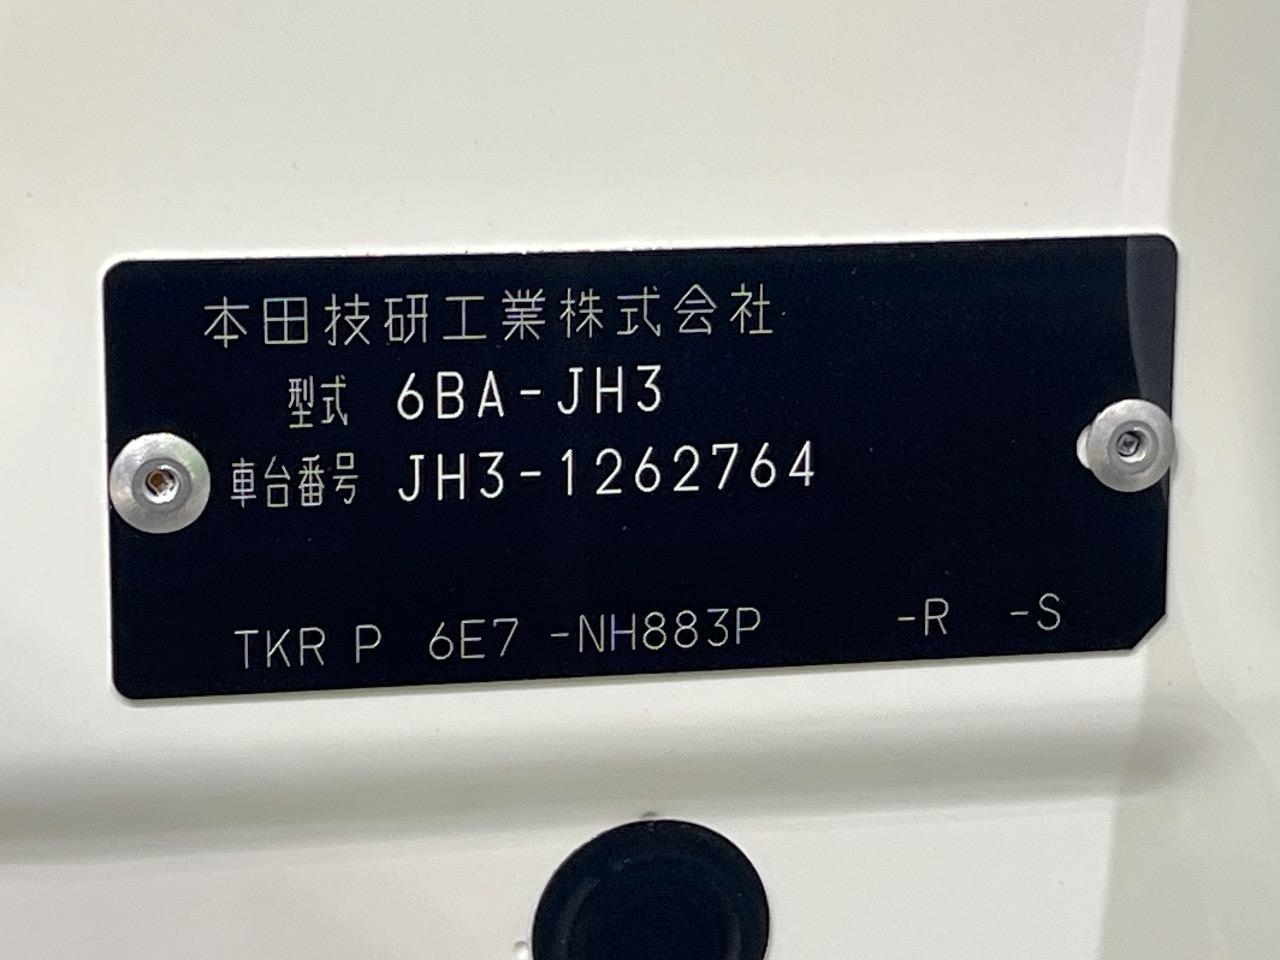 本田技研工業株式会社
型式 6BA-JH3
車台番号 JH3-1262764
TKR P 6E7 -NH883P -R -S